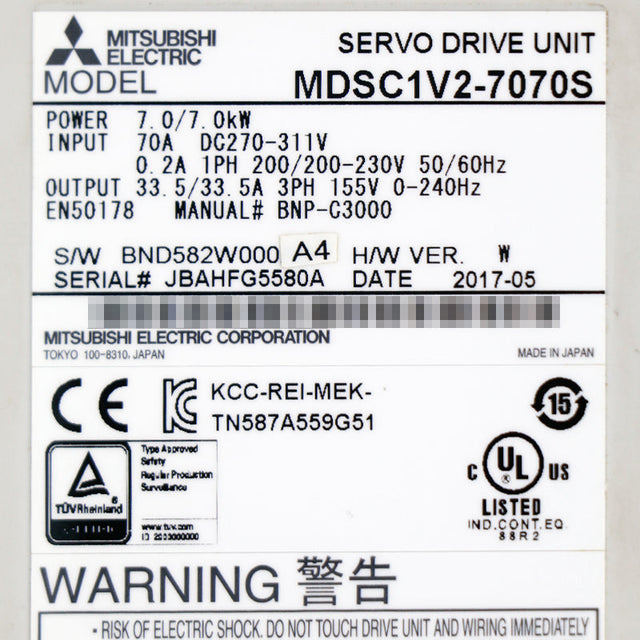 MITSUBISHI
ELECTRIC
SERVO DRIVE UNIT
MODEL MDSC1V2-7070S
POWER 7.0/7.0kW
INPUT 70A DC270-311V
0.2A 1PH 200/200-230V 50/60Hz
OUTPUT 33.5/33.5A 3PH 155V 0-240Hz
EN50178 MANUAL# BNP-C3000
S/W BND582W000 A4 H/W VER. W
SERIAL# JBAHFG5580A DATE 2017-05
MITSUBISHI ELECTRIC CORPORATION
TOKYO 100-8310, JAPAN MADE IN JAPAN
CE
KCC-REI-MEK-
TN587A559G51
15
TÜVRheinland
Type Approved
Safety
Regular Production
Surveillance
www.tuv.com
C UL US
LISTED
IND.CONT.EQ.
88R2
WARNING 警告
• RISK OF ELECTRIC SHOCK. DO NOT TOUCH DRIVE UNIT AND WIRING IMMEDIATELY